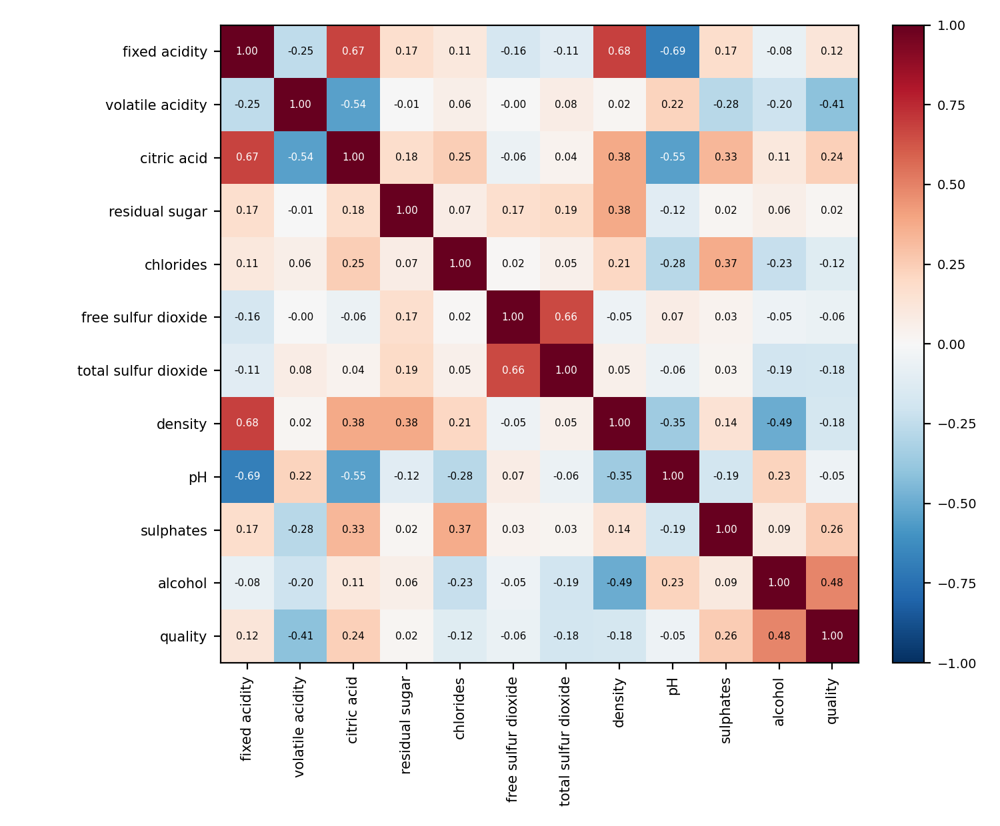 fixed acidity 1.00 -0.25 0.67 0.17 0.11 -0.16 -0.11 0.68 -0.69 0.17 -0.08 0.12
volatile acidity -0.25 1.00 -0.54 -0.01 0.06 -0.00 0.08 0.02 0.22 -0.28 -0.20 -0.41
citric acid 0.67 -0.54 1.00 0.18 0.25 -0.06 0.04 0.38 -0.55 0.33 0.11 0.24
residual sugar 0.17 -0.01 0.18 1.00 0.07 0.17 0.19 0.38 -0.12 0.02 0.06 0.02
chlorides 0.11 0.06 0.25 0.07 1.00 0.02 0.05 0.21 -0.28 0.37 -0.23 -0.12
free sulfur dioxide -0.16 -0.00 -0.06 0.17 0.02 1.00 0.66 -0.05 0.07 0.03 -0.05 -0.06
total sulfur dioxide -0.11 0.08 0.04 0.19 0.05 0.66 1.00 0.05 -0.06 0.03 -0.19 -0.18
density 0.68 0.02 0.38 0.38 0.21 -0.05 0.05 1.00 -0.35 0.14 -0.49 -0.18
pH -0.69 0.22 -0.55 -0.12 -0.28 0.07 -0.06 -0.35 1.00 -0.19 0.23 -0.05
sulphates 0.17 -0.28 0.33 0.02 0.37 0.03 0.03 0.14 -0.19 1.00 0.09 0.26
alcohol -0.08 -0.20 0.11 0.06 -0.23 -0.05 -0.19 -0.49 0.23 0.09 1.00 0.48
quality 0.12 -0.41 0.24 0.02 -0.12 -0.06 -0.18 -0.18 -0.05 0.26 0.48 1.00
fixed acidity
volatile acidity
citric acid
residual sugar
chlorides
free sulfur dioxide
total sulfur dioxide
density
pH
sulphates
alcohol
quality
1.00
0.75
0.50
0.25
0.00
−0.25
−0.50
−0.75
−1.00